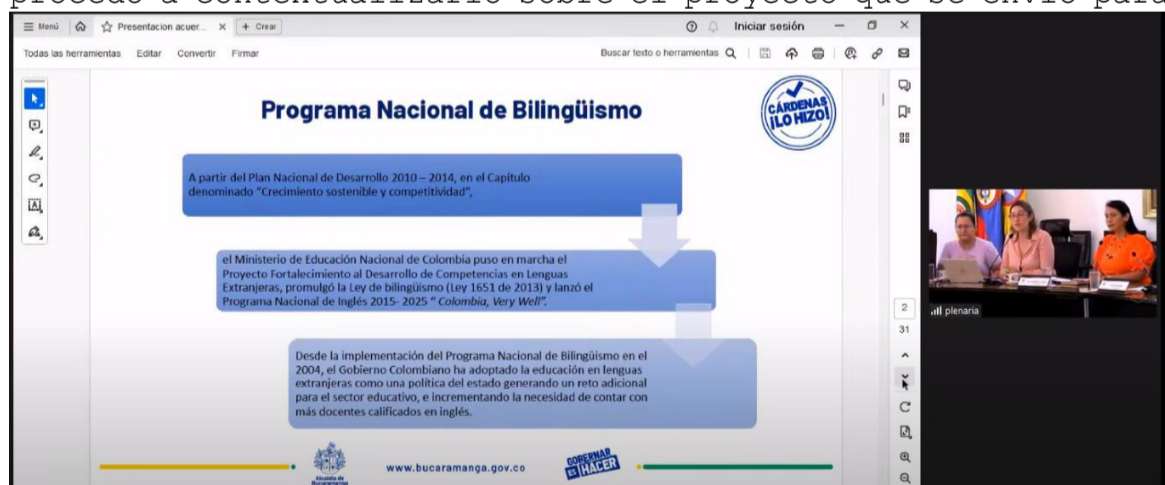 proceso a contextualizarlo sobre el proyecto que se envió para
Menú
Presentacion acuer...
+ Crear
Iniciar sesión
Todas las herramientas Editar Convertir Firmar
Buscar texto o herramientas
Programa Nacional de Bilingüismo
CÁRDENAS
¡LO HIZO!
A partir del Plan Nacional de Desarrollo 2010 – 2014, en el Capítulo
denominado "Crecimiento sostenible y competitividad",
el Ministerio de Educación Nacional de Colombia puso en marcha el
Proyecto Fortalecimiento al Desarrollo de Competencias en Lenguas
Extranjeras, promulgó la Ley de bilingüismo (Ley 1651 de 2013) y lanzó el
Programa Nacional de Inglés 2015- 2025 " Colombia, Very Well".
2
31
plenaria
Desde la implementación del Programa Nacional de Bilingüismo en el
2004, el Gobierno Colombiano ha adoptado la educación en lenguas
extranjeras como una política del estado generando un reto adicional
para el sector educativo, e incrementando la necesidad de contar con
más docentes calificados en inglés.
Alcaldía de
Bucaramanga
www.bucaramanga.gov.co
GOBERNAR
ES HACER